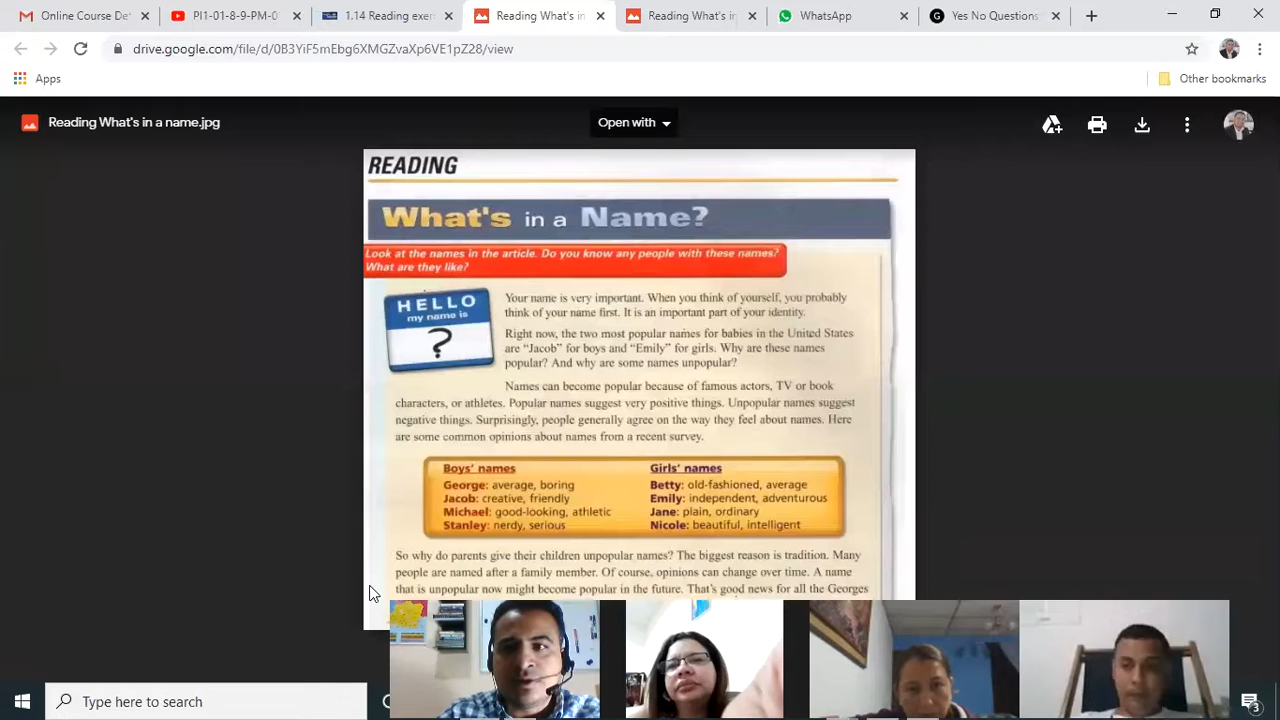 Online Course De
PI1-01-8-9-PM-0
1.14 Reading exer
Reading What's in
Reading What's in
WhatsApp
Yes No Questions
drive.google.com/file/d/0B3YiF5mEbg6XMGZvaXp6VE1pZ28/view
Apps
Other bookmarks
Reading What's in a name.jpg
Open with
READING
What's in a Name?
Look at the names in the article. Do you know any people with these names?
What are they like?
HELLO
my name is
?
Your name is very important. When you think of yourself, you probably
think of your name first. It is an important part of your identity.
Right now, the two most popular names for babies in the United States
are “Jacob” for boys and “Emily” for girls. Why are these names
popular? And why are some names unpopular?
Names can become popular because of famous actors, TV or book
characters, or athletes. Popular names suggest very positive things. Unpopular names suggest
negative things. Surprisingly, people generally agree on the way they feel about names. Here
are some common opinions about names from a recent survey.
Boys' names
George: average, boring
Jacob: creative, friendly
Michael: good-looking, athletic
Stanley: nerdy, serious
Girls' names
Betty: old-fashioned, average
Emily: independent, adventurous
Jane: plain, ordinary
Nicole: beautiful, intelligent
So why do parents give their children unpopular names? The biggest reason is tradition. Many
people are named after a family member. Of course, opinions can change over time. A name
that is unpopular now might become popular in the future. That's good news for all the Georges
Type here to search
3